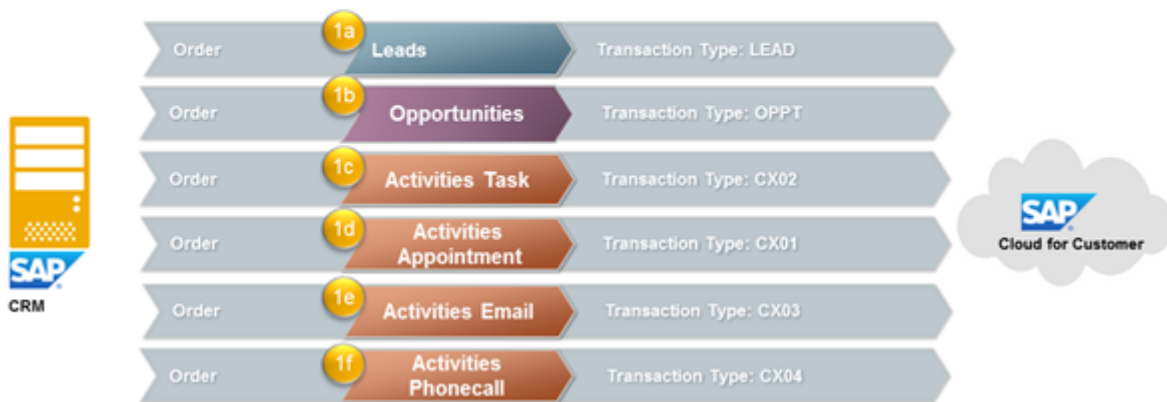 Order 1a Leads Transaction Type: LEAD
Order 1b Opportunities Transaction Type: OPPT
Order 1c Activities Task Transaction Type: CX02
Order 1d Activities Appointment Transaction Type: CX01
Order 1e Activities Email Transaction Type: CX03
Order 1f Activities Phonecall Transaction Type: CX04
SAP
CRM
SAP
Cloud for Customer